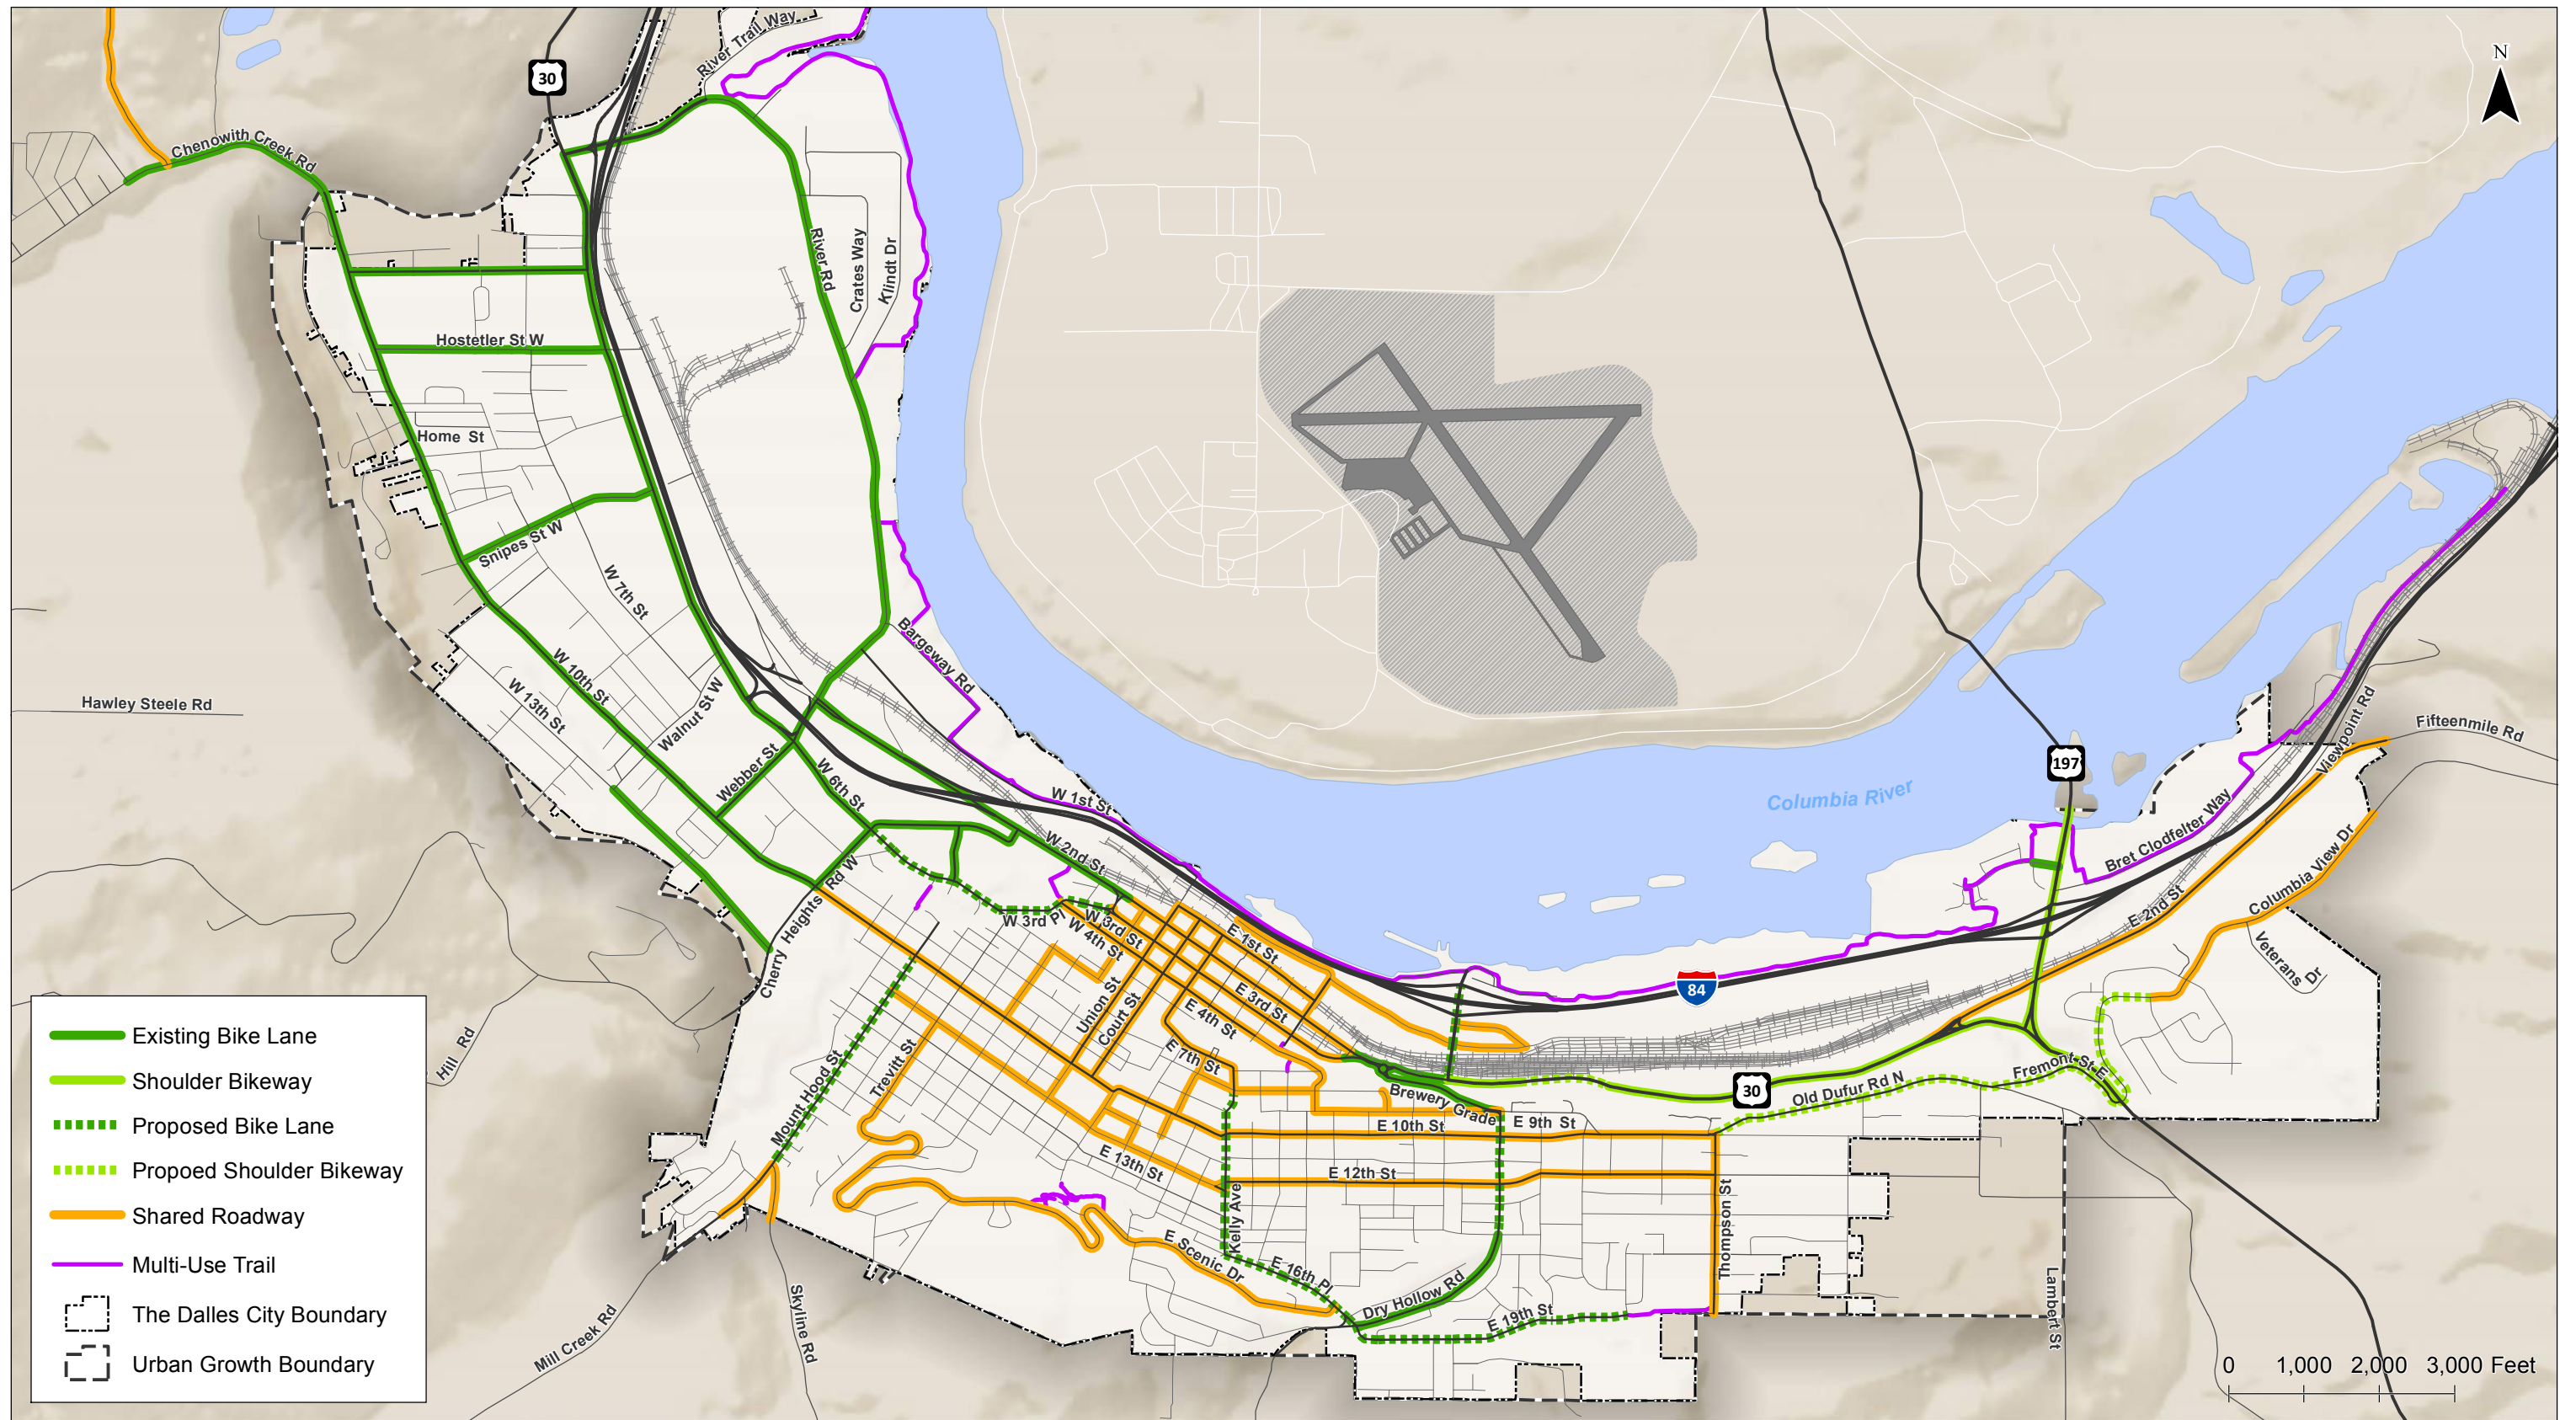 River Trail Way
N
30
Chenowith Creek Rd
River Rd
Crates Way
Klindt Dr
Hostetler St W
Home St
Snipes St W
W 7th St
Bargeway Rd
W 10th St
W 13th St
Walnut St W
Hawley Steele Rd
Webber St
W 6th St
W 1st St
197
Viewpoint Rd
Fifteenmile Rd
Columbia River
Bret Clodfelter Way
W 2nd St
Columbia View Dr
E 2nd St
Cherry Heights Rd W
W 3rd Pl
W 3rd St
W 4th St
E 1st St
Veterans Dr
84
Union St
Court St
E 3rd St
E 4th St
E 7th St
Hill Rd
Mount Hood St
Trevitt St
Brewery Grade
30
Old Dufur Rd N
Fremont St E
E 10th St
E 9th St
E 13th St
E 12th St
Kelly Ave
Thompson St
E Scenic Dr
E 16th Pl
Dry Hollow Rd
E 19th St
Lambert St
Skyline Rd
Mill Creek Rd
Existing Bike Lane
Shoulder Bikeway
Proposed Bike Lane
Propoed Shoulder Bikeway
Shared Roadway
Multi-Use Trail
The Dalles City Boundary
Urban Growth Boundary
0 1,000 2,000 3,000 Feet